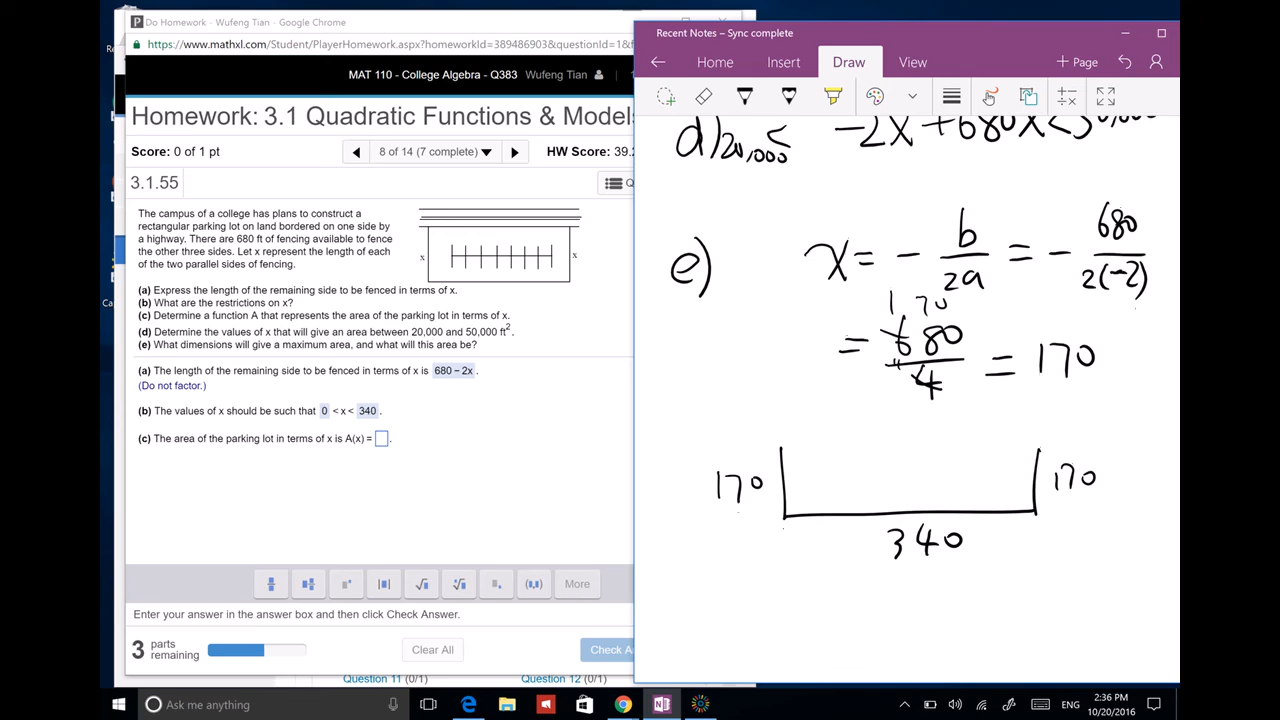 Do Homework - Wufeng Tian - Google Chrome
https://www.mathxl.com/Student/PlayerHomework.aspx?homeworkId=389486903&questionId=1&f
MAT 110 - College Algebra - Q383 Wufeng Tian
Homework: 3.1 Quadratic Functions & Models
Score: 0 of 1 pt
8 of 14 (7 complete)
HW Score: 39.2
3.1.55
The campus of a college has plans to construct a
rectangular parking lot on land bordered on one side by
a highway. There are 680 ft of fencing available to fence
the other three sides. Let x represent the length of each
of the two parallel sides of fencing.
x x
(a) Express the length of the remaining side to be fenced in terms of x.
(b) What are the restrictions on x?
(c) Determine a function A that represents the area of the parking lot in terms of x.
(d) Determine the values of x that will give an area between 20,000 and 50,000 ft².
(e) What dimensions will give a maximum area, and what will this area be?
(a) The length of the remaining side to be fenced in terms of x is 680 − 2x .
(Do not factor.)
(b) The values of x should be such that 0 < x < 340 .
(c) The area of the parking lot in terms of x is A(x) = .
More
Enter your answer in the answer box and then click Check Answer.
3 parts remaining
Clear All
Check A
Question 11 (0/1) Question 12 (0/1)
Recent Notes – Sync complete
Home Insert Draw View
+ Page
d) 20,000 ≤ -2x + 680x <
e) x = - b/2a = - 680/2(-2)
1 70
= 680/4 = 170
170 170
340
Ask me anything
ENG
2:36 PM
10/20/2016